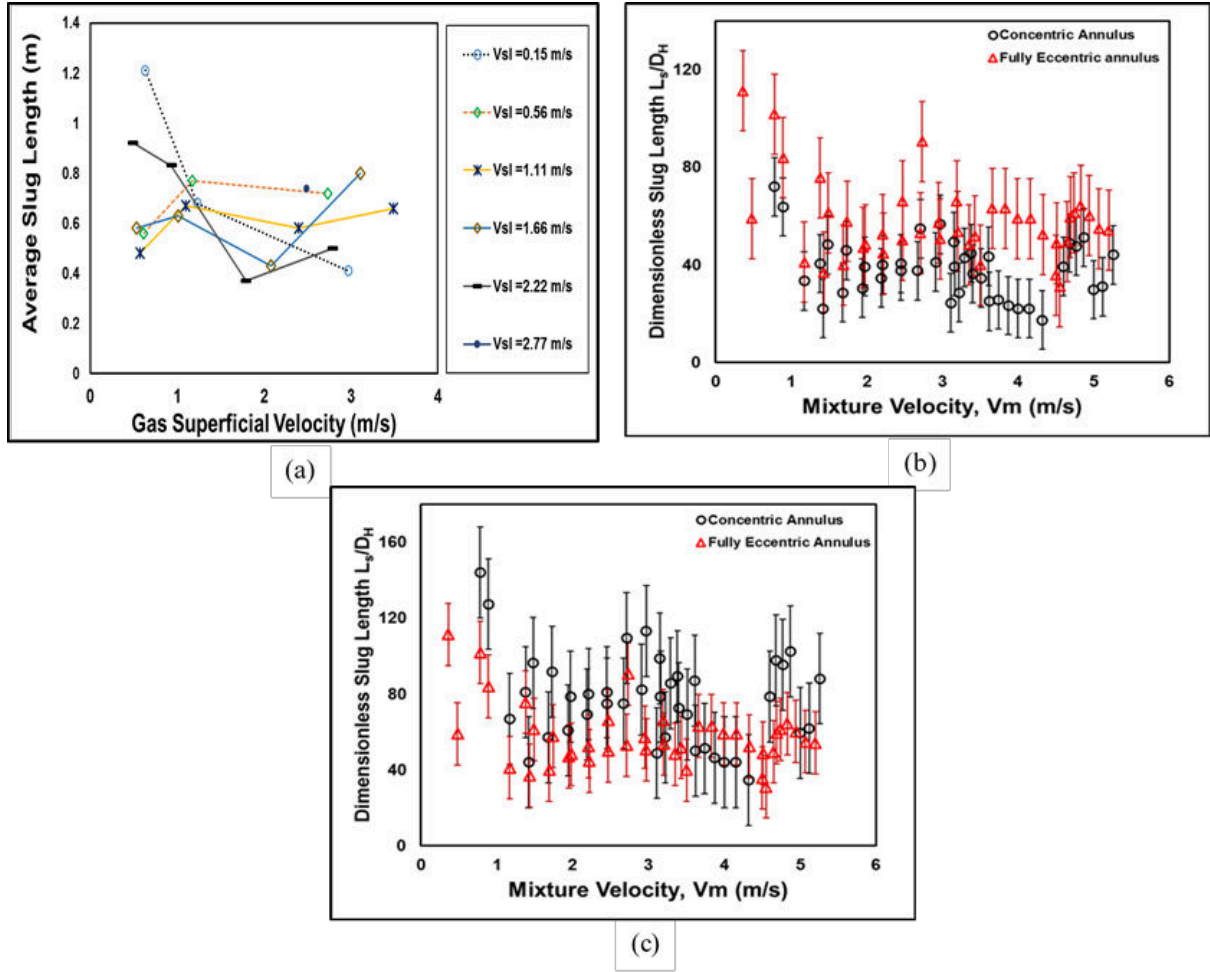 Average Slug Length (m)
1.4
1.2
1
0.8
0.6
0.4
0.2
0
0
1
2
3
4
Gas Superficial Velocity (m/s)
Vsl =0.15 m/s
Vsl =0.56 m/s
Vsl =1.11 m/s
Vsl =1.66 m/s
Vsl =2.22 m/s
Vsl =2.77 m/s
(a)
Dimensionless Slug Length Ls/DH
120
80
40
0
0
1
2
3
4
5
6
Mixture Velocity, Vm (m/s)
Concentric Annulus
Fully Eccentric annulus
(b)
Dimensionless Slug Length Ls/DH
160
120
80
40
0
0
1
2
3
4
5
6
Mixture Velocity, Vm (m/s)
Concentric Annulus
Fully Eccentric Annulus
(c)